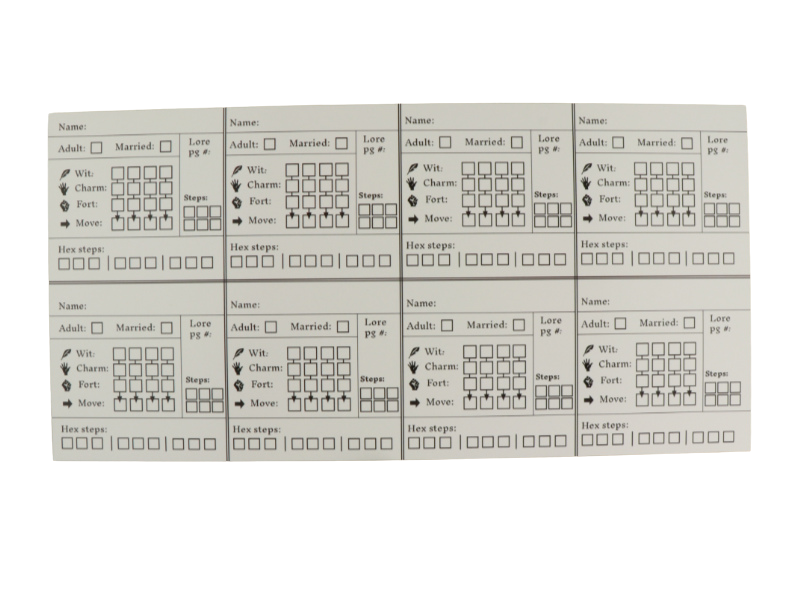 Name:
Adult: Married: Lore pg #:
Wit:
Charm:
Fort: Steps:
Move:
Hex steps:
Name:
Adult: Married: Lore pg #:
Wit:
Charm:
Fort: Steps:
Move:
Hex steps:
Name:
Adult: Married: Lore pg #:
Wit:
Charm:
Fort: Steps:
Move:
Hex steps:
Name:
Adult: Married: Lore pg #:
Wit:
Charm:
Fort: Steps:
Move:
Hex steps:
Name:
Adult: Married: Lore pg #:
Wit:
Charm:
Fort: Steps:
Move:
Hex steps:
Name:
Adult: Married: Lore pg #:
Wit:
Charm:
Fort: Steps:
Move:
Hex steps:
Name:
Adult: Married: Lore pg #:
Wit:
Charm:
Fort: Steps:
Move:
Hex steps:
Name:
Adult: Married: Lore pg #:
Wit:
Charm:
Fort: Steps:
Move:
Hex steps: